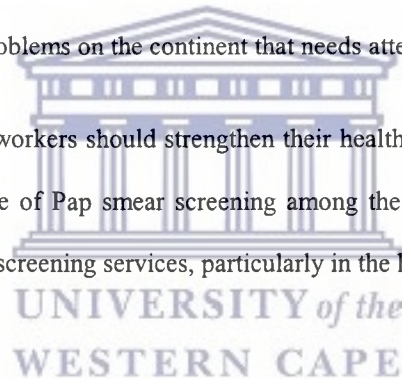 oblems on the continent that needs atte
workers should strengthen their health
e of Pap smear screening among the
screening services, particularly in the
UNIVERSITY of the
WESTERN CAPE